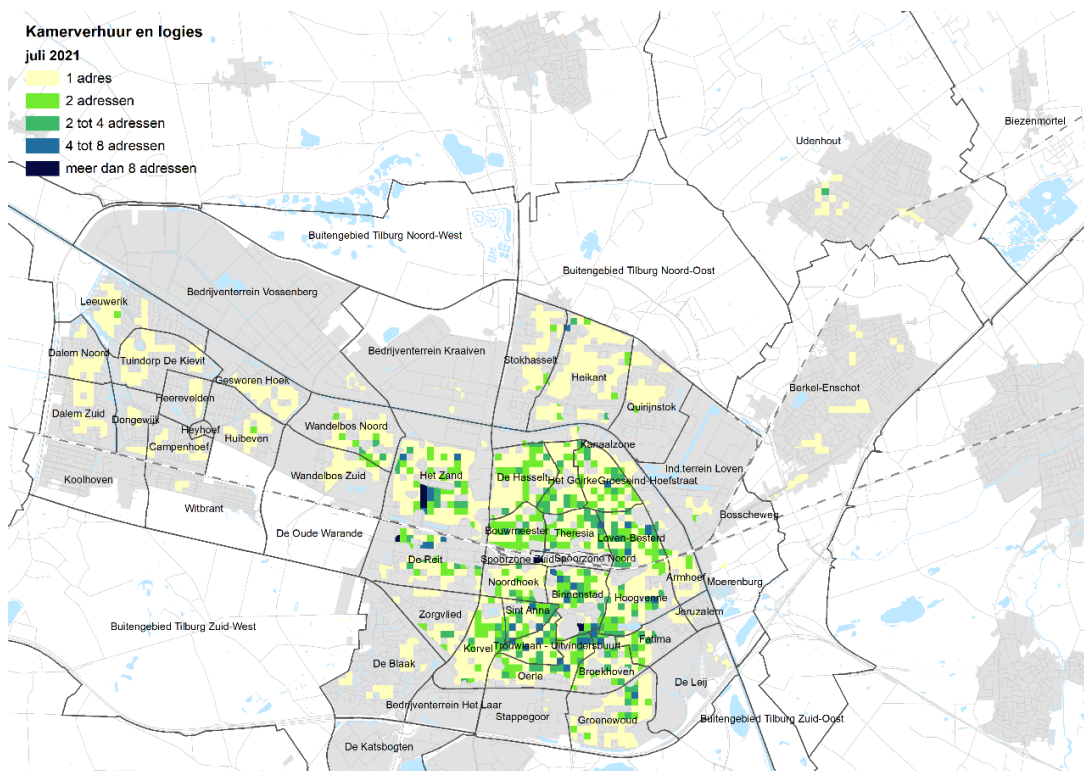 Kamerverhuur en logies
juli 2021
1 adres
2 adressen
2 tot 4 adressen
4 tot 8 adressen
meer dan 8 adressen
Biezenmortel
Udenhout
Buitengebied Tilburg Noord-West
Buitengebied Tilburg Noord-Oost
Bedrijventerrein Vossenberg
Leeuwerik
Bedrijventerrein Kraaiven
Dalem Noord
Tuindorp De Kievit
Stokhasselt
Heikant
Gesworen Hoek
Berkel-Enschot
Heerevelden
Quirijnstok
Dalem Zuid
Dongewijk
Heyhoef
Huibeven
Wandelbos Noord
Campenhoef
Kanaalzone
Ind.terrein Loven
Koolhoven
Wandelbos Zuid
Het Zand
De Hasselt
Het Goirke
Groeseind-Hoefstraat
Witbrant
Bosscheweg
De Oude Warande
Bouwmeester
Theresia
Loven-Besterd
De Reit
Spoorzone Zuid
Spoorzone Noord
Noordhoek
Armhoef
Moerenburg
Binnenstad
Hoogvenne
Zorgvlied
Sint Anna
Jeruzalem
Buitengebied Tilburg Zuid-West
Korvel
Trouwlaan - Uitvindersbuurt
Fatima
De Blaak
Oerle
Broekhoven
De Leij
Bedrijventerrein Het Laar
Stappegoor
Groenewoud
Buitengebied Tilburg Zuid-Oost
De Katsbogten